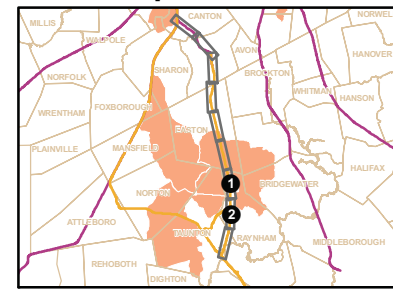 MILLIS
CANTON
NORWEL
WALPOLE
AVON
HANOVER
SHARON
BROCKTON
NORFOLK
WHITMAN
HANSON
FOXBOROUGH
WRENTHAM
EASTON
PLAINVILLE
MANSFIELD
HALIFAX
1
BRIDGEWATER
NORTON
2
ATTLEBORO
TAUNTON
RAYNHAM
MIDDLEBOROUGH
REHOBOTH
DIGHTON